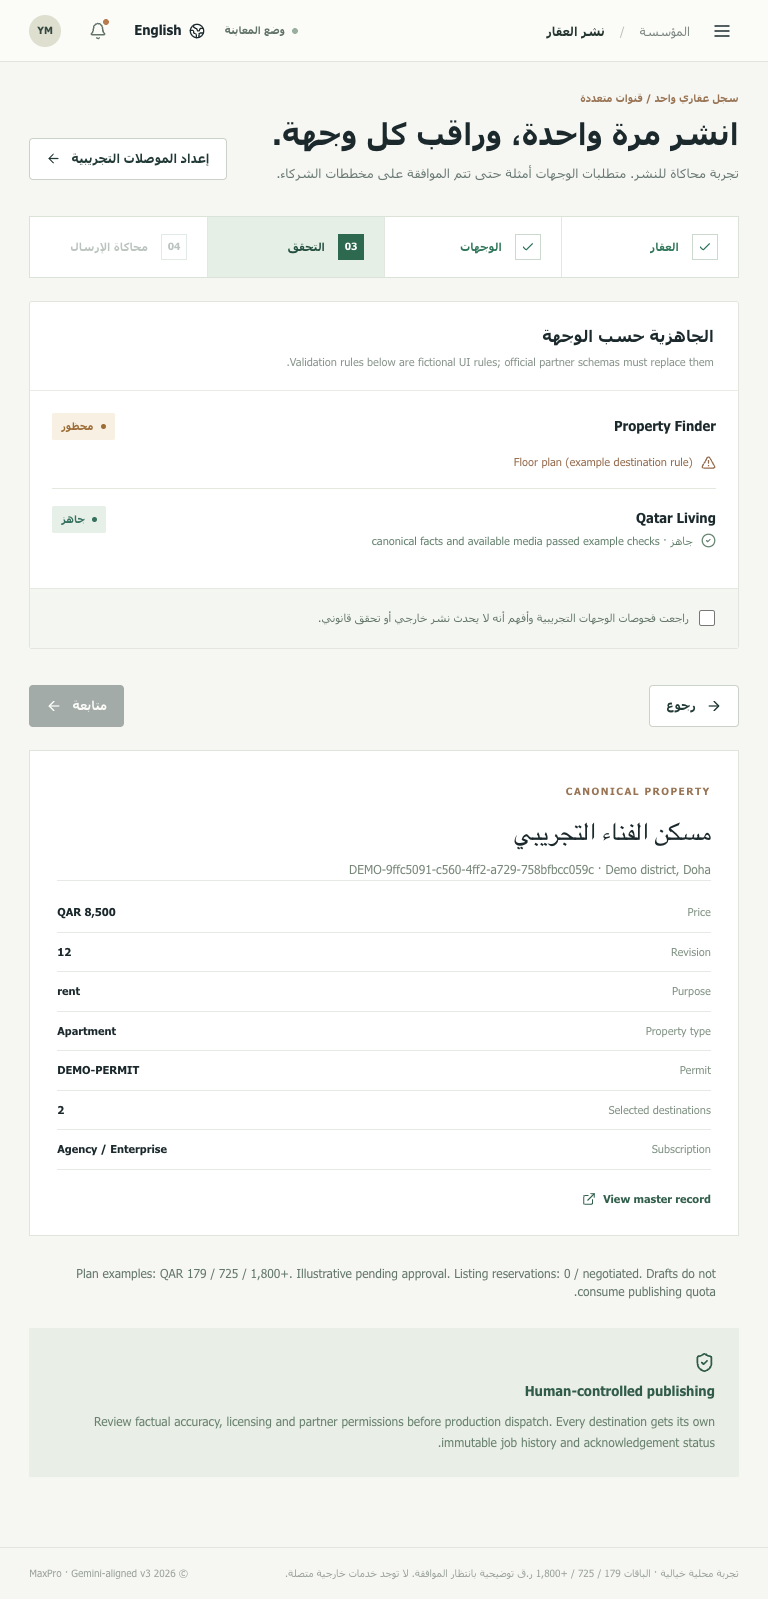 المؤسسة / نشر العقار
وضع المعاينة
English
YM
سجل عقاري واحد / قنوات متعددة
انشر مرة واحدة، وراقب كل وجهة.
تجربة محاكاة للنشر. متطلبات الوجهات أمثلة حتى تتم الموافقة على مخططات الشركاء.
إعداد الموصلات التجريبية
العقار
الوجهات
03 التحقق
04 محاكاة الإرسال
الجاهزية حسب الوجهة
Validation rules below are fictional UI rules; official partner schemas must replace them.
Property Finder
محظور
Floor plan (example destination rule)
Qatar Living
جاهز
جاهز · canonical facts and available media passed example checks
راجعت فحوصات الوجهات التجريبية وأفهم أنه لا يحدث نشر خارجي أو تحقق قانوني.
رجوع
متابعة
CANONICAL PROPERTY
مسكن الفناء التجريبي
DEMO-9ffc5091-c560-4ff2-a729-758bfbcc059c · Demo district, Doha
Price QAR 8,500
Revision 12
Purpose rent
Property type Apartment
Permit DEMO-PERMIT
Selected destinations 2
Subscription Agency / Enterprise
View master record
Plan examples: QAR 179 / 725 / 1,800+. Illustrative pending approval. Listing reservations: 0 / negotiated. Drafts do not
consume publishing quota.
Human-controlled publishing
Review factual accuracy, licensing and partner permissions before production dispatch. Every destination gets its own
immutable job history and acknowledgement status.
تجربة محلية خيالية · الباقات 179 / 725 / 1,800+ ر.ق توضيحية بانتظار الموافقة. لا توجد خدمات خارجية متصلة.
© 2026 MaxPro · Gemini-aligned v3